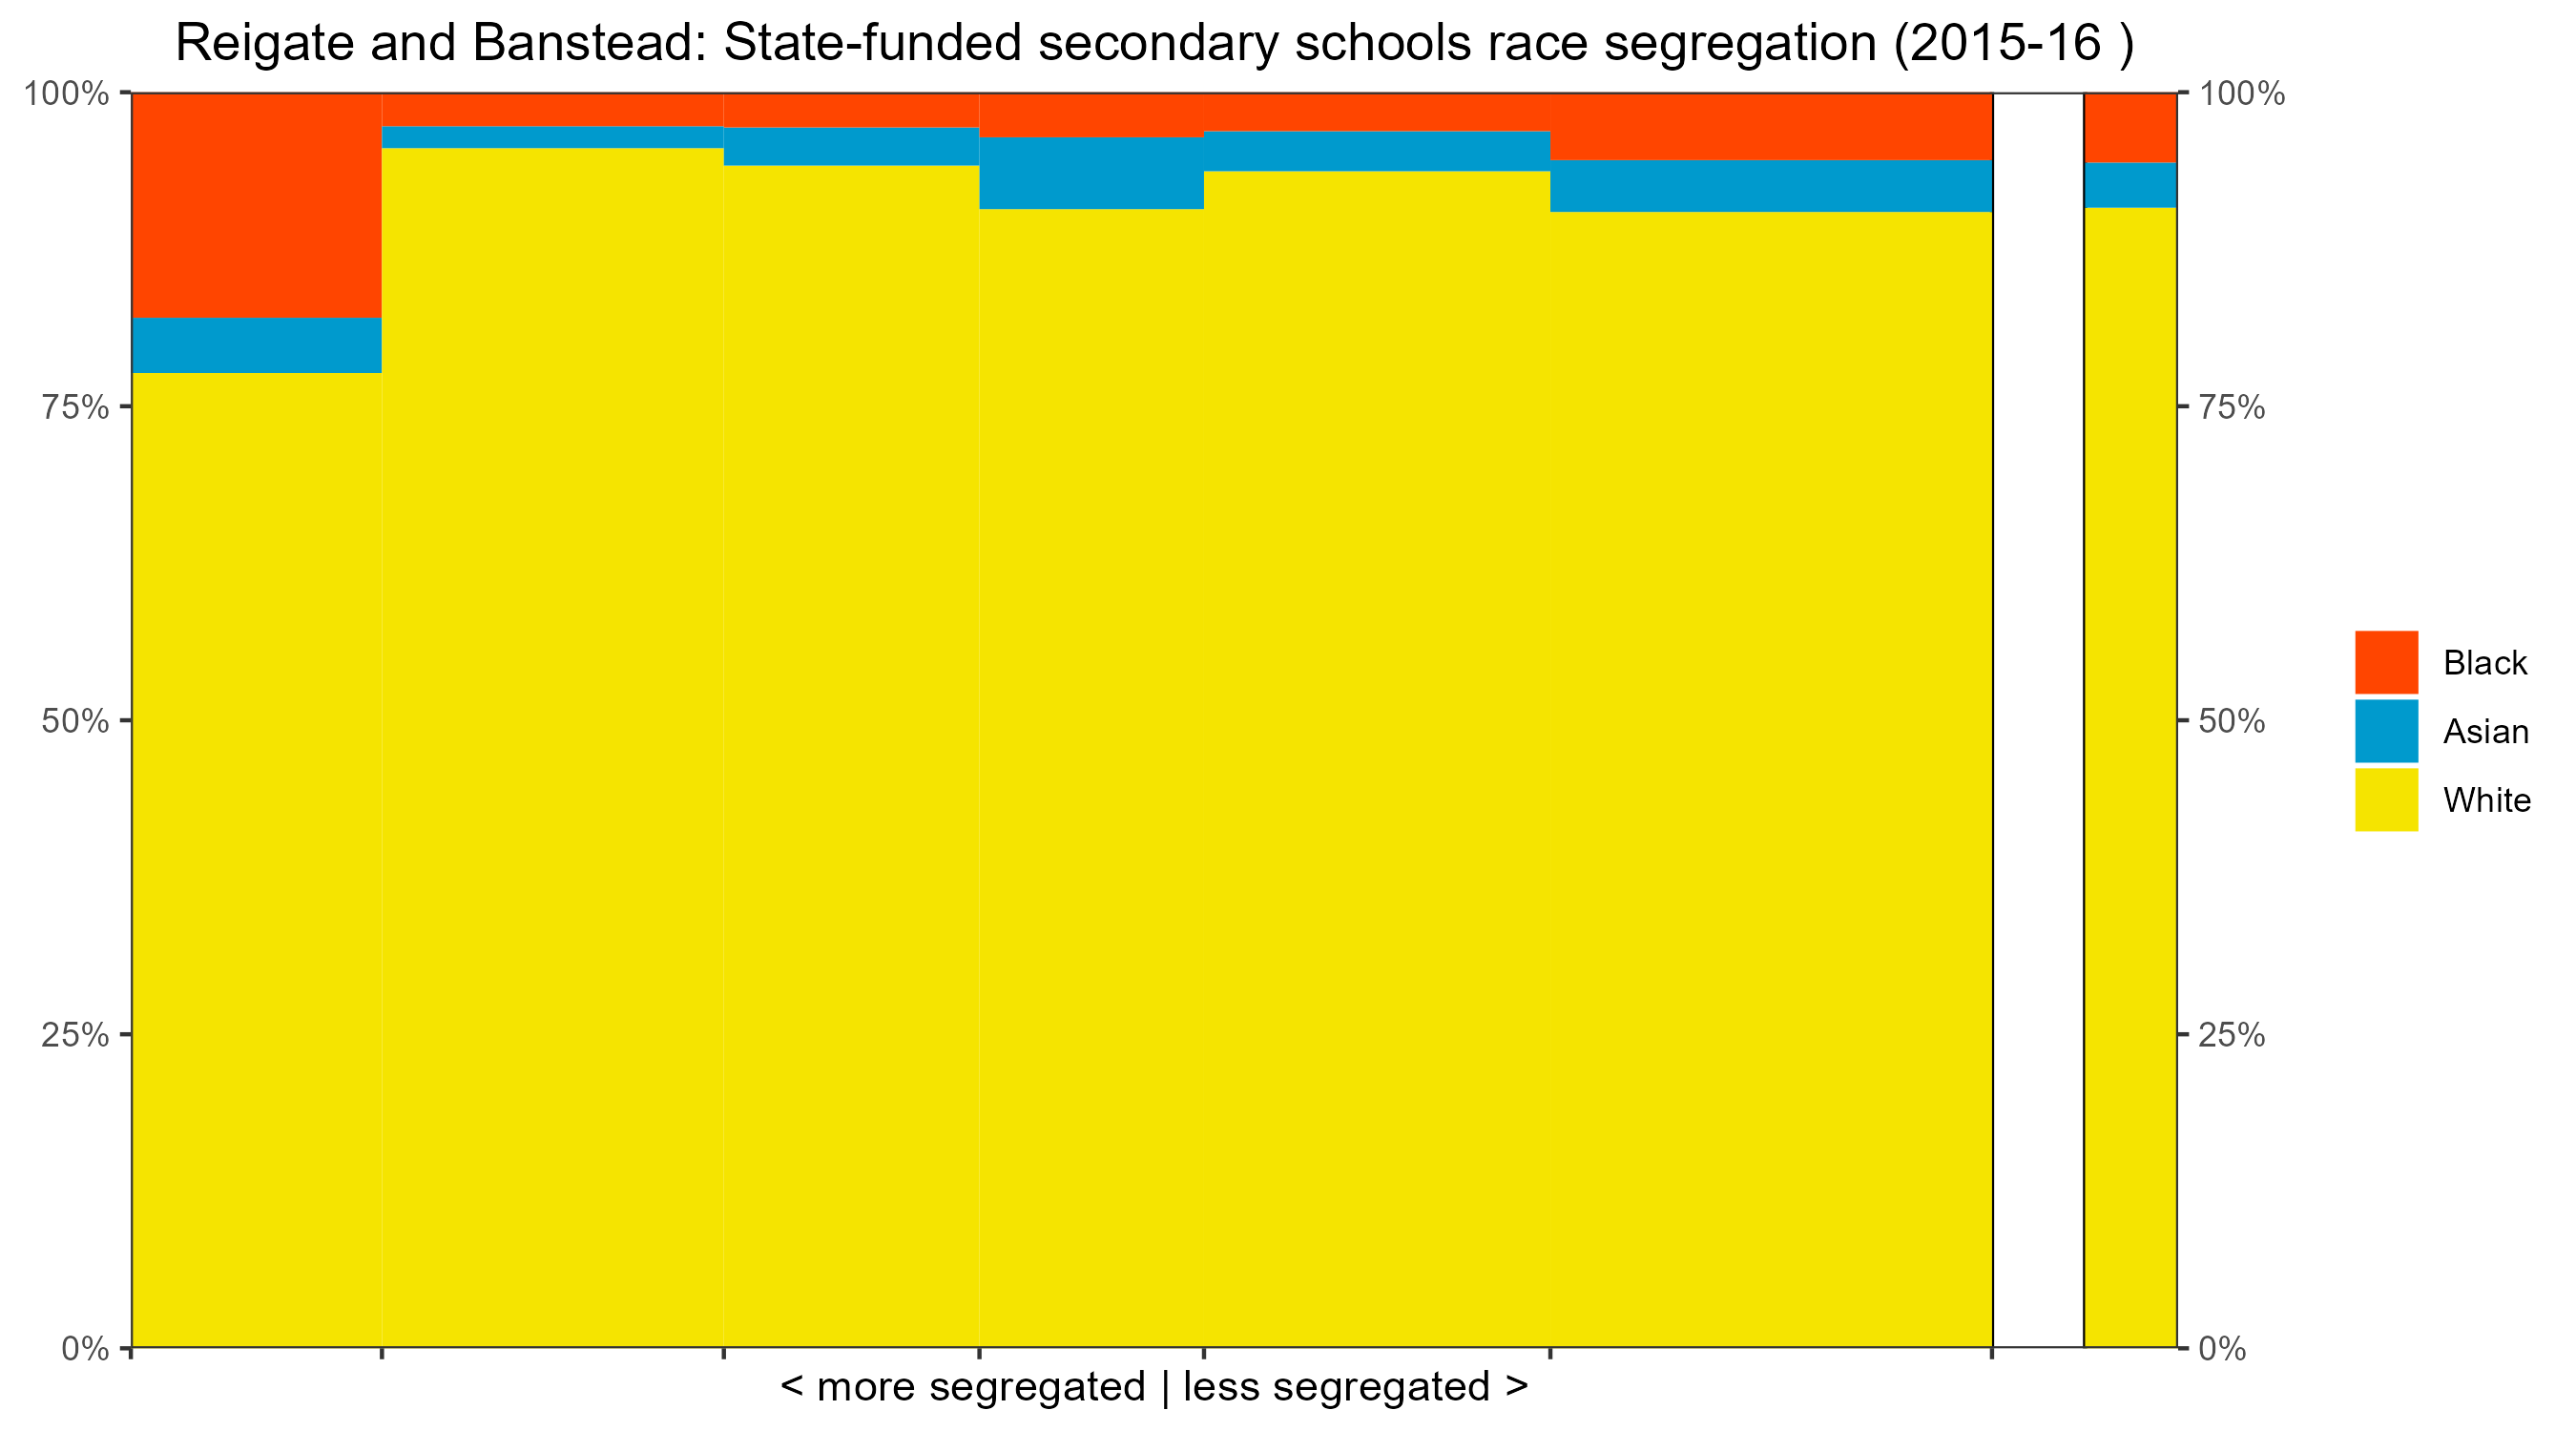 Reigate and Banstead: State-funded secondary schools race segregation (2015-16 )
100%
75%
50%
25%
0%
100%
75%
50%
25%
0%
< more segregated | less segregated >
Black
Asian
White